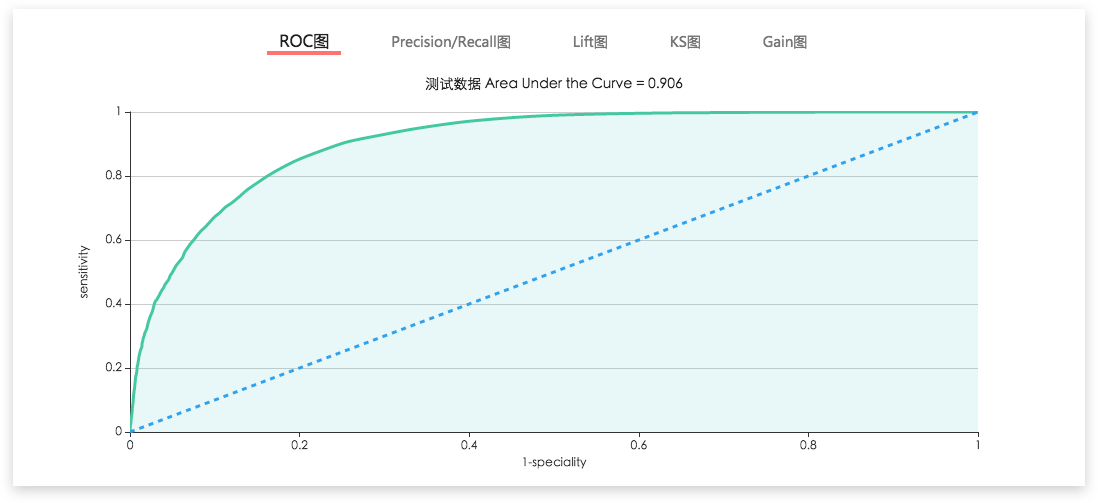 ROC图 Precision/Recall图 Lift图 KS图 Gain图
测试数据 Area Under the Curve = 0.906
1
0.8
0.6
sensitivity
0.4
0.2
0
0 0.2 0.4 0.6 0.8 1
1-speciality